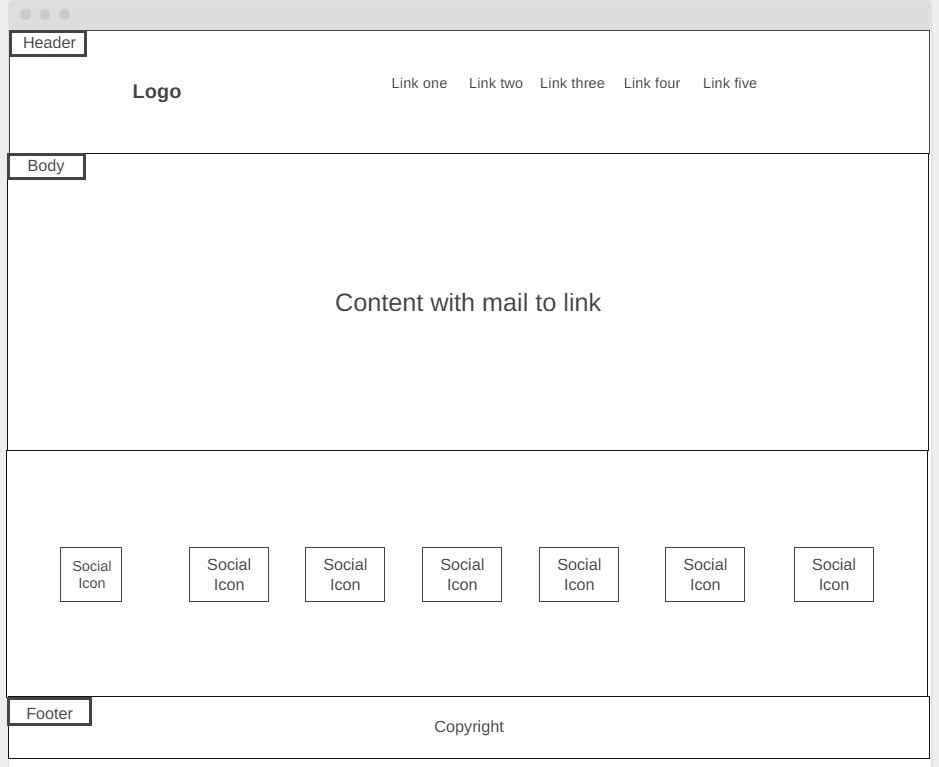 Header
Logo
Link one Link two Link three Link four Link five
Body
Content with mail to link
Social
Icon
Social
Icon
Social
Icon
Social
Icon
Social
Icon
Social
Icon
Social
Icon
Footer
Copyright